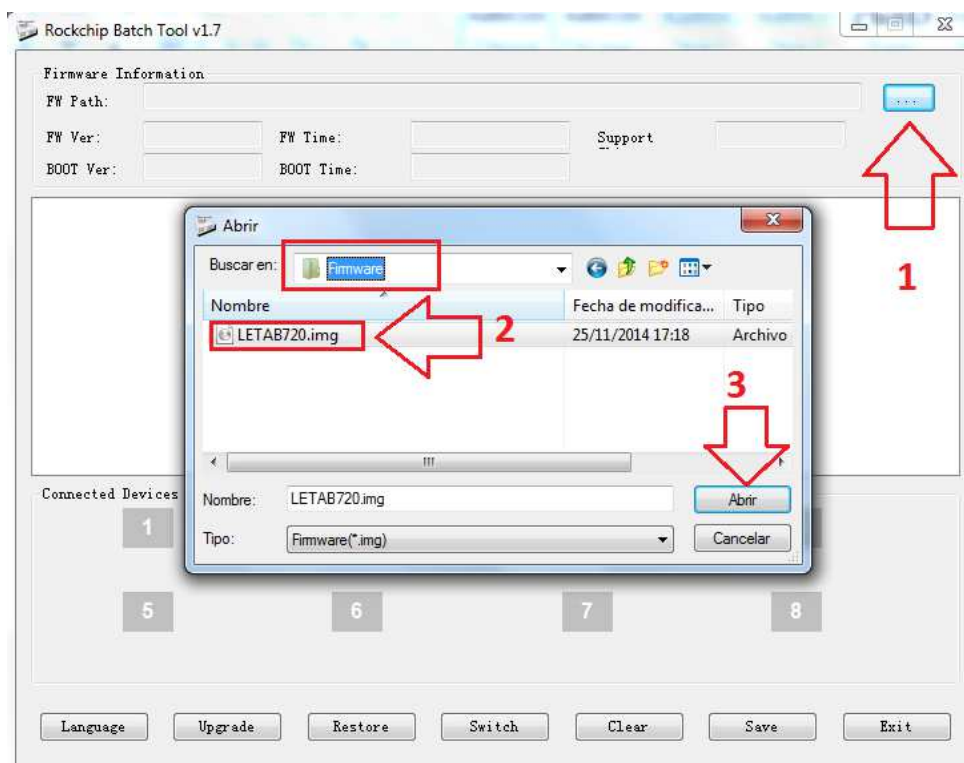 Rockchip Batch Tool v1.7
Firmware Information
FW Path:
...
FW Ver:
FW Time:
Support
BOOT Ver:
BOOT Time:
1
Abrir
Buscar en:
Firmware
Nombre
Fecha de modifica...
Tipo
LETAB720.img
25/11/2014 17:18
Archivo
2
3
Nombre:
LETAB720.img
Abrir
Tipo:
Firmware(*.img)
Cancelar
Connected Devices
1
5
6
7
8
Language
Upgrade
Restore
Switch
Clear
Save
Exit